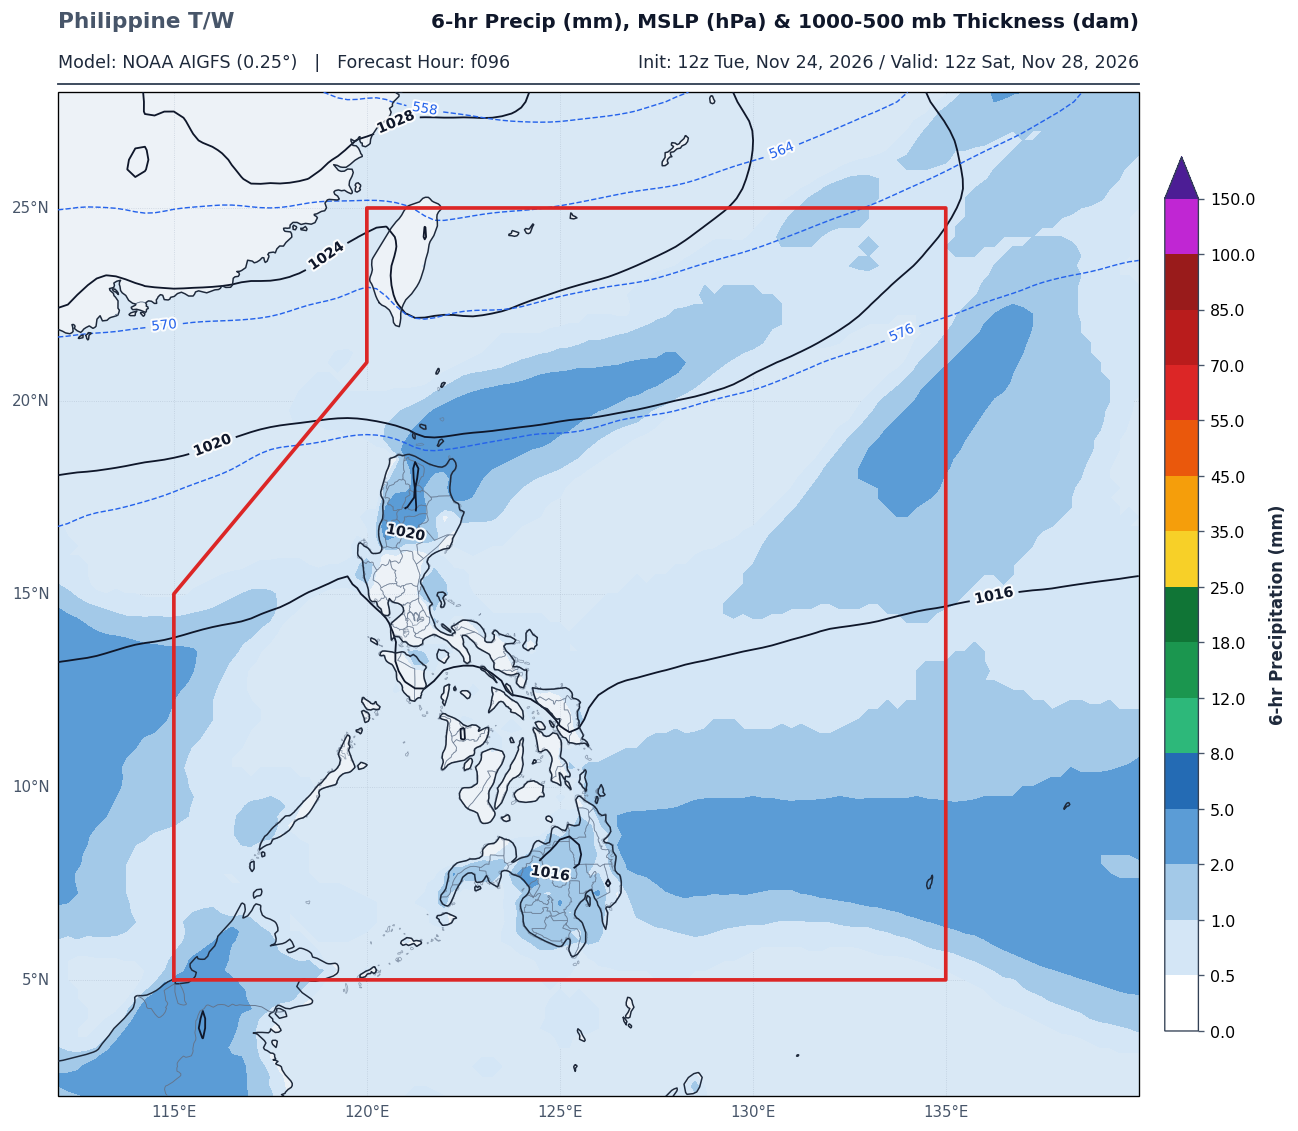 Philippine T/W
6-hr Precip (mm), MSLP (hPa) & 1000-500 mb Thickness (dam)
Model: NOAA AIGFS (0.25°) | Forecast Hour: f096
Init: 12z Tue, Nov 24, 2026 / Valid: 12z Sat, Nov 28, 2026
558
1028
564
25°N
1024
570
576
20°N
1020
1020
15°N
1016
10°N
1016
5°N
115°E
120°E
125°E
130°E
135°E
150.0
100.0
85.0
70.0
55.0
45.0
35.0
25.0
18.0
12.0
8.0
5.0
2.0
1.0
0.5
0.0
6-hr Precipitation (mm)